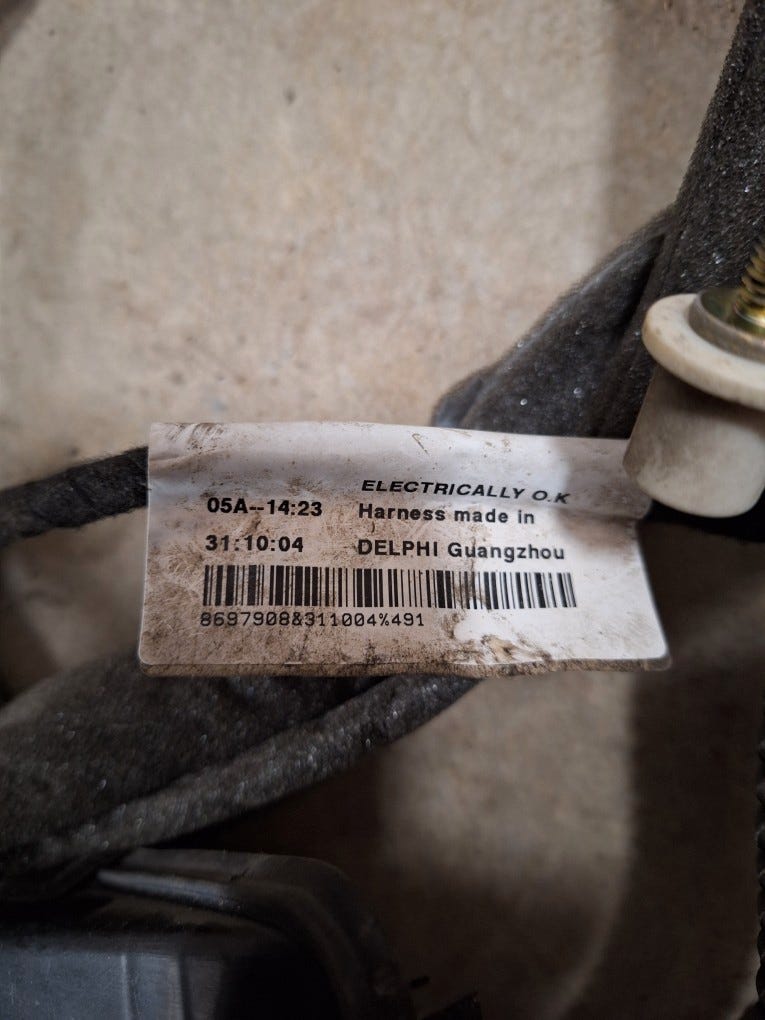 ELECTRICALLY O.K
05A--14:23 Harness made in
31:10:04 DELPHI Guangzhou
8697908&311004%491